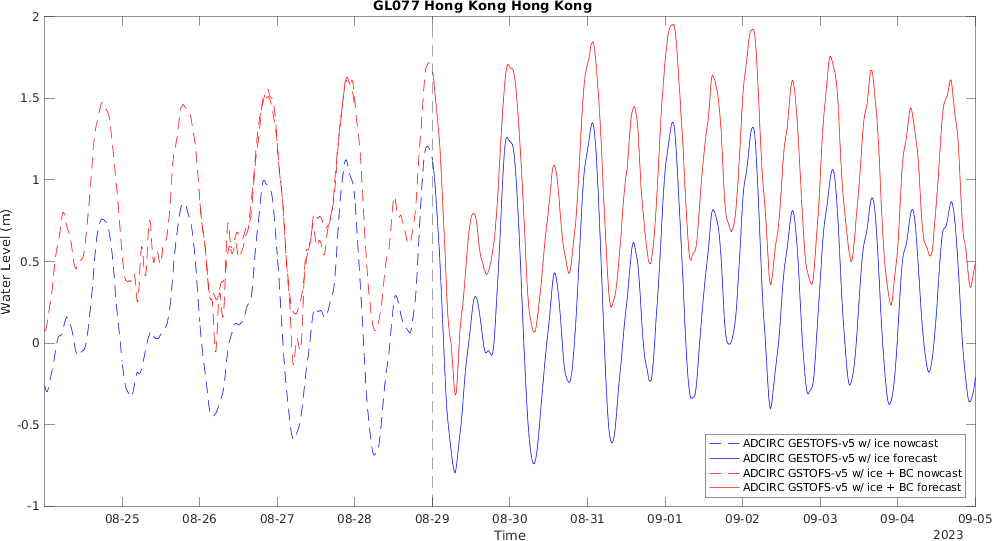 GL077 Hong Kong Hong Kong
Water Level (m)
2
1.5
1
0.5
0
-0.5
-1
ADCIRC GESTOFS-v5 w/ ice nowcast
ADCIRC GESTOFS-v5 w/ ice forecast
ADCIRC GSTOFS-v5 w/ ice + BC nowcast
ADCIRC GSTOFS-v5 w/ ice + BC forecast
08-25 08-26 08-27 08-28 08-29 08-30 08-31 09-01 09-02 09-03 09-04 09-05
Time
2023